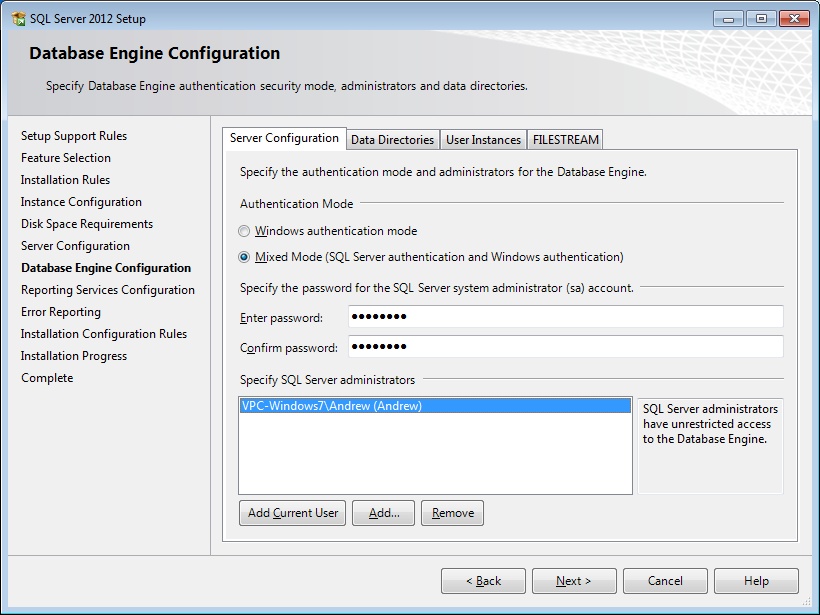 SQL Server 2012 Setup
Database Engine Configuration
Specify Database Engine authentication security mode, administrators and data directories.
Setup Support Rules
Feature Selection
Installation Rules
Instance Configuration
Disk Space Requirements
Server Configuration
Database Engine Configuration
Reporting Services Configuration
Error Reporting
Installation Configuration Rules
Installation Progress
Complete
Server Configuration
Data Directories
User Instances
FILESTREAM
Specify the authentication mode and administrators for the Database Engine.
Authentication Mode
Windows authentication mode
Mixed Mode (SQL Server authentication and Windows authentication)
Specify the password for the SQL Server system administrator (sa) account.
Enter password: ●●●●●●●●
Confirm password: ●●●●●●●●
Specify SQL Server administrators
VPC-Windows7\Andrew (Andrew)
SQL Server administrators
have unrestricted access
to the Database Engine.
Add Current User
Add...
Remove
< Back
Next >
Cancel
Help